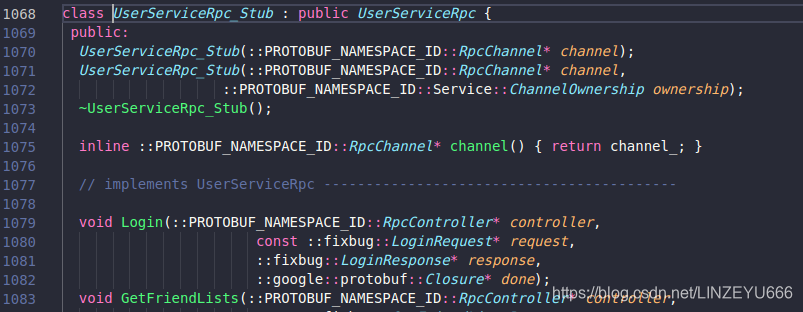 1068 class UserServiceRpc_Stub : public UserServiceRpc {
1069 public:
1070 UserServiceRpc_Stub(::PROTOBUF_NAMESPACE_ID::RpcChannel* channel);
1071 UserServiceRpc_Stub(::PROTOBUF_NAMESPACE_ID::RpcChannel* channel,
1072 ::PROTOBUF_NAMESPACE_ID::Service::ChannelOwnership ownership);
1073 ~UserServiceRpc_Stub();
1074
1075 inline ::PROTOBUF_NAMESPACE_ID::RpcChannel* channel() { return channel_; }
1076
1077 // implements UserServiceRpc ------------------------------------------
1078
1079 void Login(::PROTOBUF_NAMESPACE_ID::RpcController* controller,
1080 const ::fixbug::LoginRequest* request,
1081 ::fixbug::LoginResponse* response,
1082 ::google::protobuf::Closure* done);
1083 void GetFriendLists(::PROTOBUF_NAMESPACE_ID::RpcController* controller,
https://blog.csdn.net/LINZEYU666